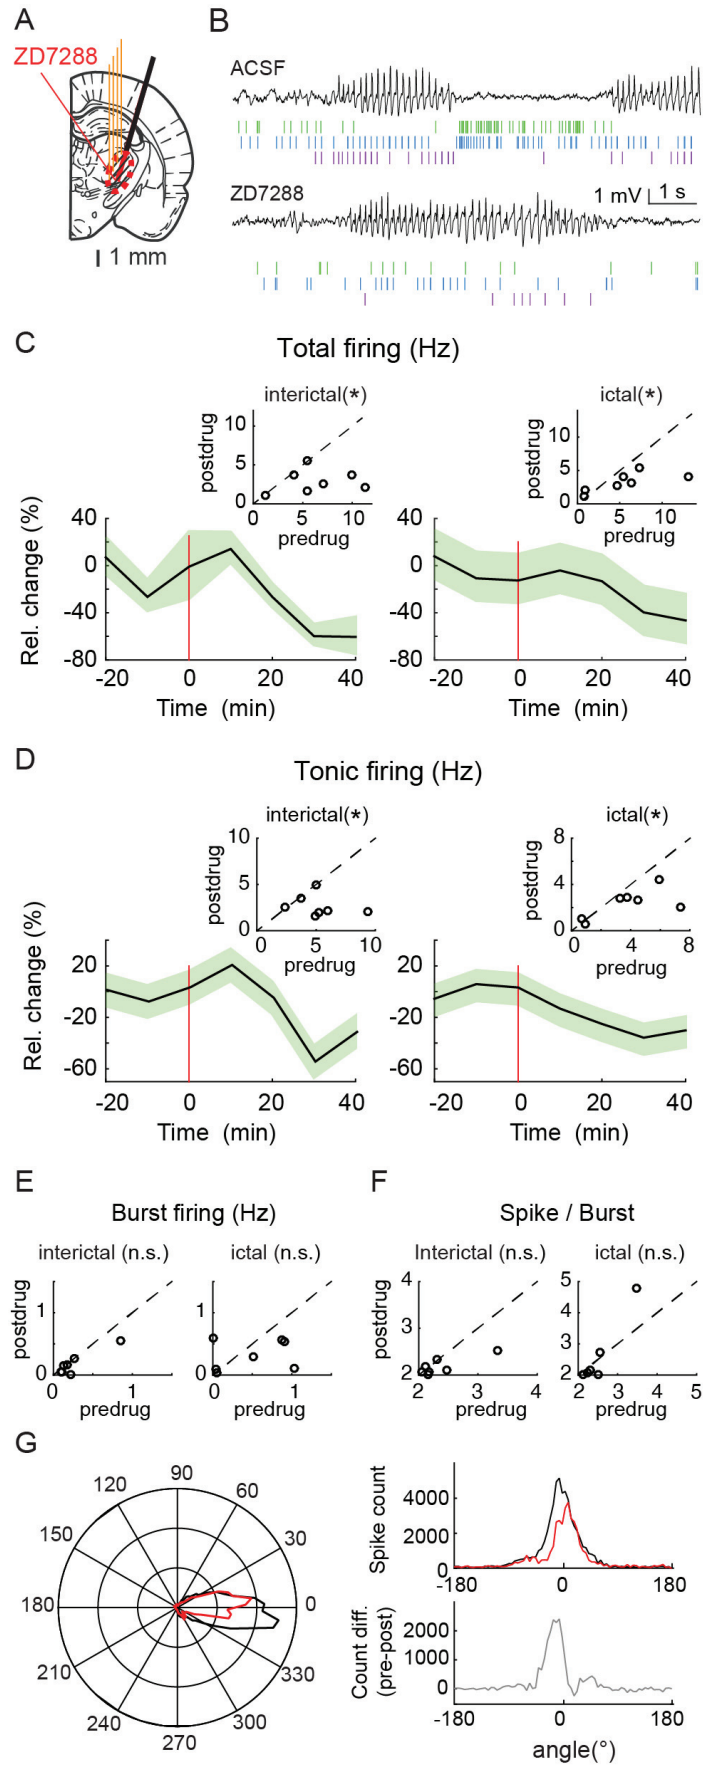 A
B
ZD7288
ACSF
ZD7288
1 mV
1 s
1 mm
C
Total firing (Hz)
interictal(*)
ictal(*)
postdrug
10
5
0
0
5
10
predrug
postdrug
10
5
0
0
5
10
predrug
Rel. change (%)
40
0
-40
-80
-20
0
20
40
Time (min)
-20
0
20
40
Time (min)
D
Tonic firing (Hz)
interictal(*)
ictal(*)
postdrug
10
5
0
0
5
10
predrug
postdrug
8
4
0
0
4
8
predrug
Rel. change (%)
20
-20
-60
-20
0
20
40
Time (min)
-20
0
20
40
Time (min)
E
F
Burst firing (Hz)
Spike / Burst
interictal (n.s.)
ictal (n.s.)
Interictal (n.s.)
ictal (n.s.)
postdrug
1
0
0
1
predrug
1
0
0
1
predrug
postdrug
4
3
2
2
3
4
predrug
5
4
3
2
2
3
4
5
predrug
G
90
60
30
0
330
300
270
240
210
180
150
120
Spike count
4000
2000
0
-180
0
180
Count diff.
(pre-post)
2000
1000
0
-180
0
180
angle(°)